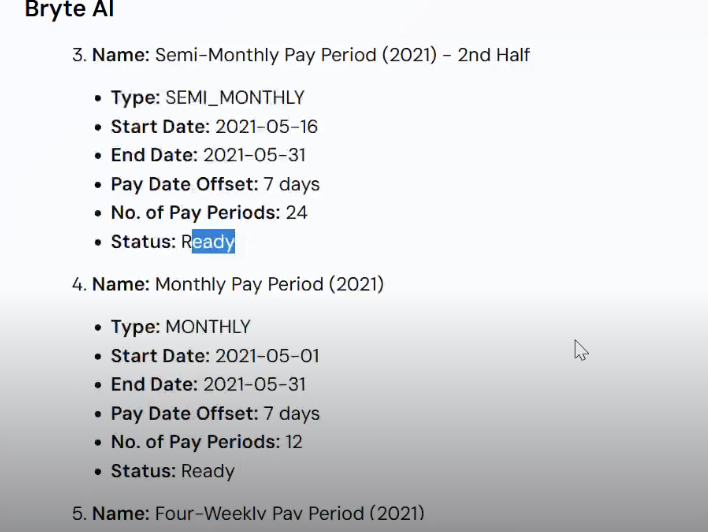 Bryte AI
3. Name: Semi-Monthly Pay Period (2021) - 2nd Half
• Type: SEMI_MONTHLY
• Start Date: 2021-05-16
• End Date: 2021-05-31
• Pay Date Offset: 7 days
• No. of Pay Periods: 24
• Status: Ready
4. Name: Monthly Pay Period (2021)
• Type: MONTHLY
• Start Date: 2021-05-01
• End Date: 2021-05-31
• Pay Date Offset: 7 days
• No. of Pay Periods: 12
• Status: Ready
5. Name: Four-Weekly Pay Period (2021)